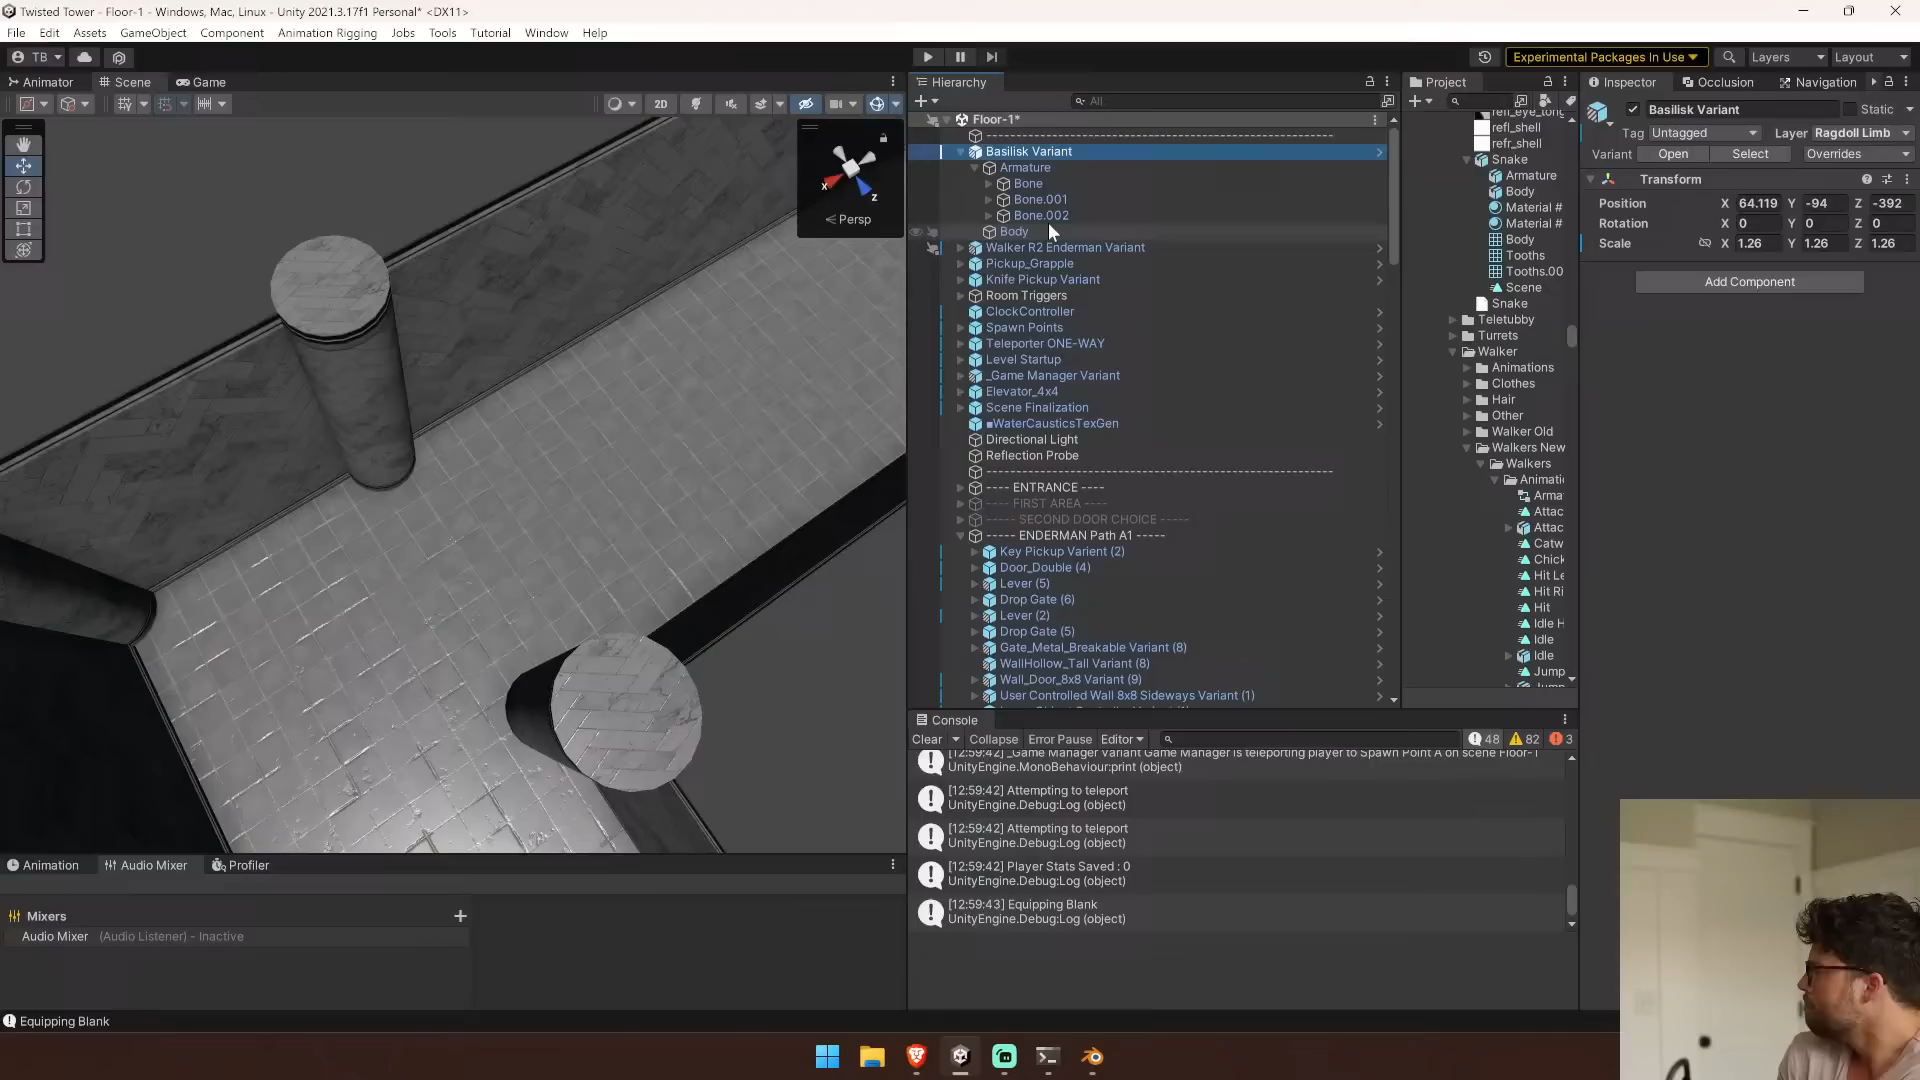 Twisted Tower - Floor-1 - Windows, Mac, Linux - Unity 2021.3.17f1 Personal* <DX11>
File Edit Assets GameObject Component Animation Rigging Jobs Tools Tutorial Window Help
TB
Experimental Packages In Use
Layers
Layout
Animator
Scene
Game
2D
X
Z
Persp
Hierarchy
All
Floor-1*
----------------------------------------------------------
Basilisk Variant
Armature
Bone
Bone.001
Bone.002
Body
Walker R2 Enderman Variant
Pickup_Grapple
Knife Pickup Variant
Room Triggers
ClockController
Spawn Points
Teleporter ONE-WAY
Level Startup
_Game Manager Variant
Elevator_4x4
Scene Finalization
■WaterCausticsTexGen
Directional Light
Reflection Probe
----------------------------------------------------------
---- ENTRANCE ----
---- FIRST AREA ----
----- SECOND DOOR CHOICE -----
----- ENDERMAN Path A1 -----
Key Pickup Varient (2)
Door_Double (4)
Lever (5)
Drop Gate (6)
Lever (2)
Drop Gate (5)
Gate_Metal_Breakable Variant (8)
WallHollow_Tall Variant (8)
Wall_Door_8x8 Variant (9)
User Controlled Wall 8x8 Sideways Variant (1)
Project
refl_eye_tong
refl_shell
refr_shell
Snake
Armature
Body
Material #
Material #
Body
Tooths
Tooths.00
Scene
Snake
Teletubby
Turrets
Walker
Animations
Clothes
Hair
Other
Walker Old
Walkers New
Walkers
Animati
Arma
Attac
Attac
Catw
Chick
Hit Le
Hit Ri
Hit
Idle H
Idle
Idle
Jump
Inspector
Occlusion
Navigation
Basilisk Variant
Static
Tag Untagged
Layer Ragdoll Limb
Variant Open Select Overrides
Transform
Position X 64.119 Y -94 Z -392
Rotation X 0 Y 0 Z 0
Scale X 1.26 Y 1.26 Z 1.26
Add Component
Console
Clear Collapse Error Pause Editor
48
82
3
[12:59:42] _Game Manager Variant Game Manager is teleporting player to Spawn Point A on scene Floor-1
UnityEngine.MonoBehaviour:print (object)
[12:59:42] Attempting to teleport
UnityEngine.Debug:Log (object)
[12:59:42] Attempting to teleport
UnityEngine.Debug:Log (object)
[12:59:42] Player Stats Saved : 0
UnityEngine.Debug:Log (object)
[12:59:43] Equipping Blank
UnityEngine.Debug:Log (object)
Animation
Audio Mixer
Profiler
Mixers
Audio Mixer (Audio Listener) - Inactive
Equipping Blank